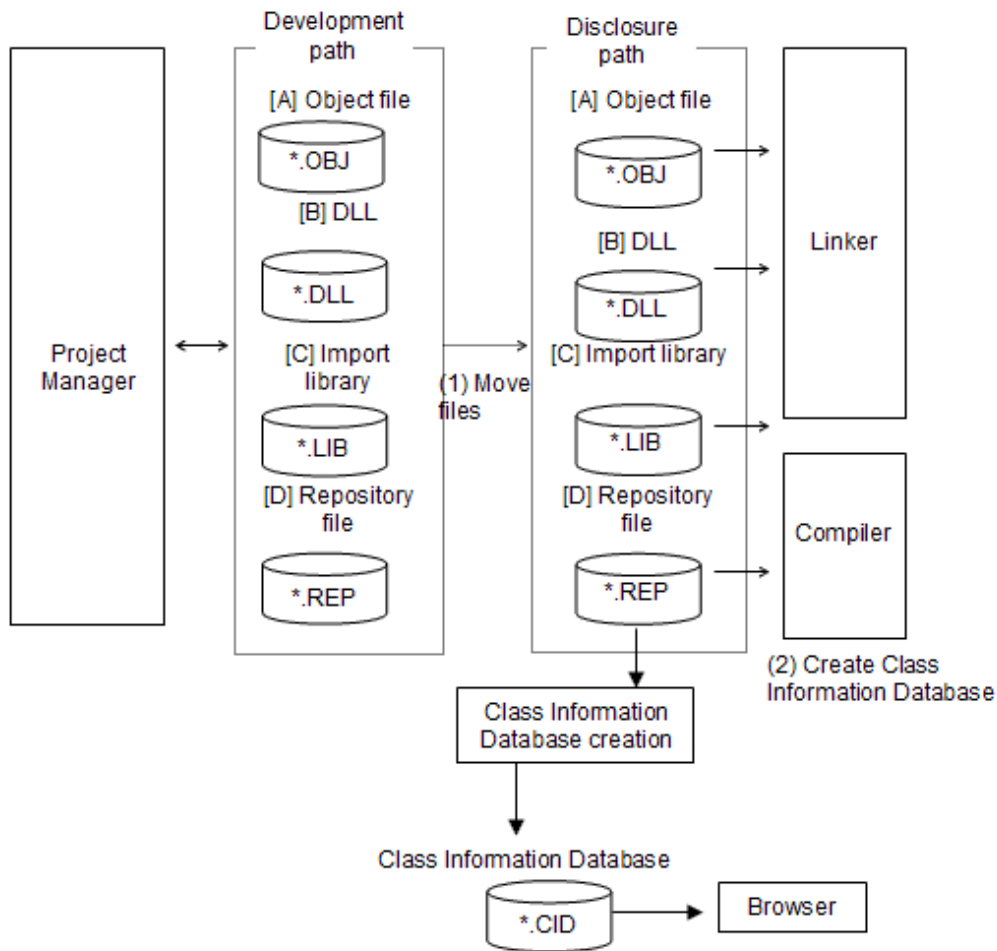 Development
path
Disclosure
path
[A] Object file
*.OBJ
[B] DLL
*.DLL
[C] Import
library
*.LIB
[D] Repository
file
*.REP
Project
Manager
(1) Move
files
[A] Object file
*.OBJ
[B] DLL
*.DLL
[C] Import library
*.LIB
[D] Repository
file
*.REP
Linker
Compiler
(2) Create Class
Information Database
Class Information
Database creation
Class Information Database
*.CID
Browser